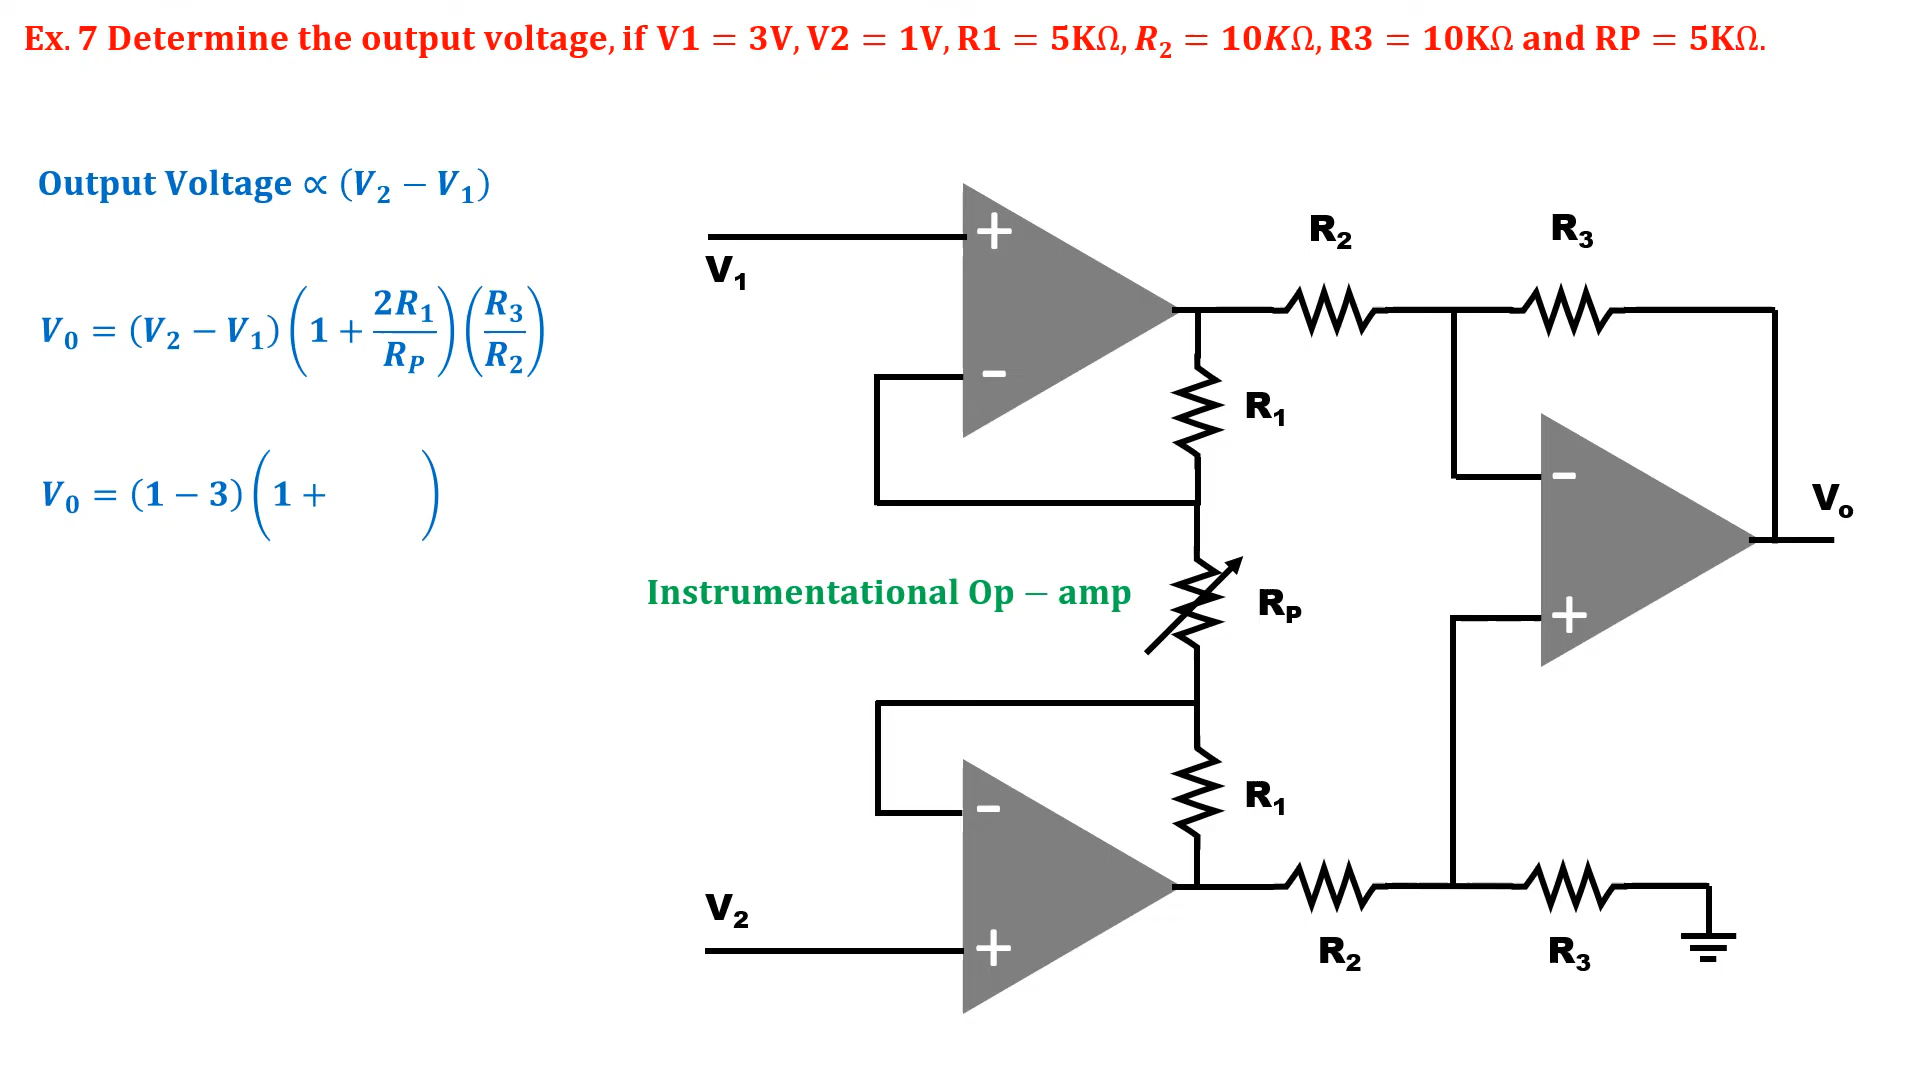 Ex. 7 Determine the output voltage, if V1 = 3V, V2 = 1V, R1 = 5KΩ, R₂ = 10KΩ, R3 = 10KΩ and RP = 5KΩ.
Output Voltage ∝ (V₂ − V₁)
V₀ = (V₂ − V₁)(1 + 2R₁/R_P)(R₃/R₂)
V₀ = (1 − 3)(1 + )
Instrumentational Op − amp
+
V₁
−
R₂
R₃
R₁
−
Vₒ
R_P
+
−
R₁
V₂
+
R₂
R₃